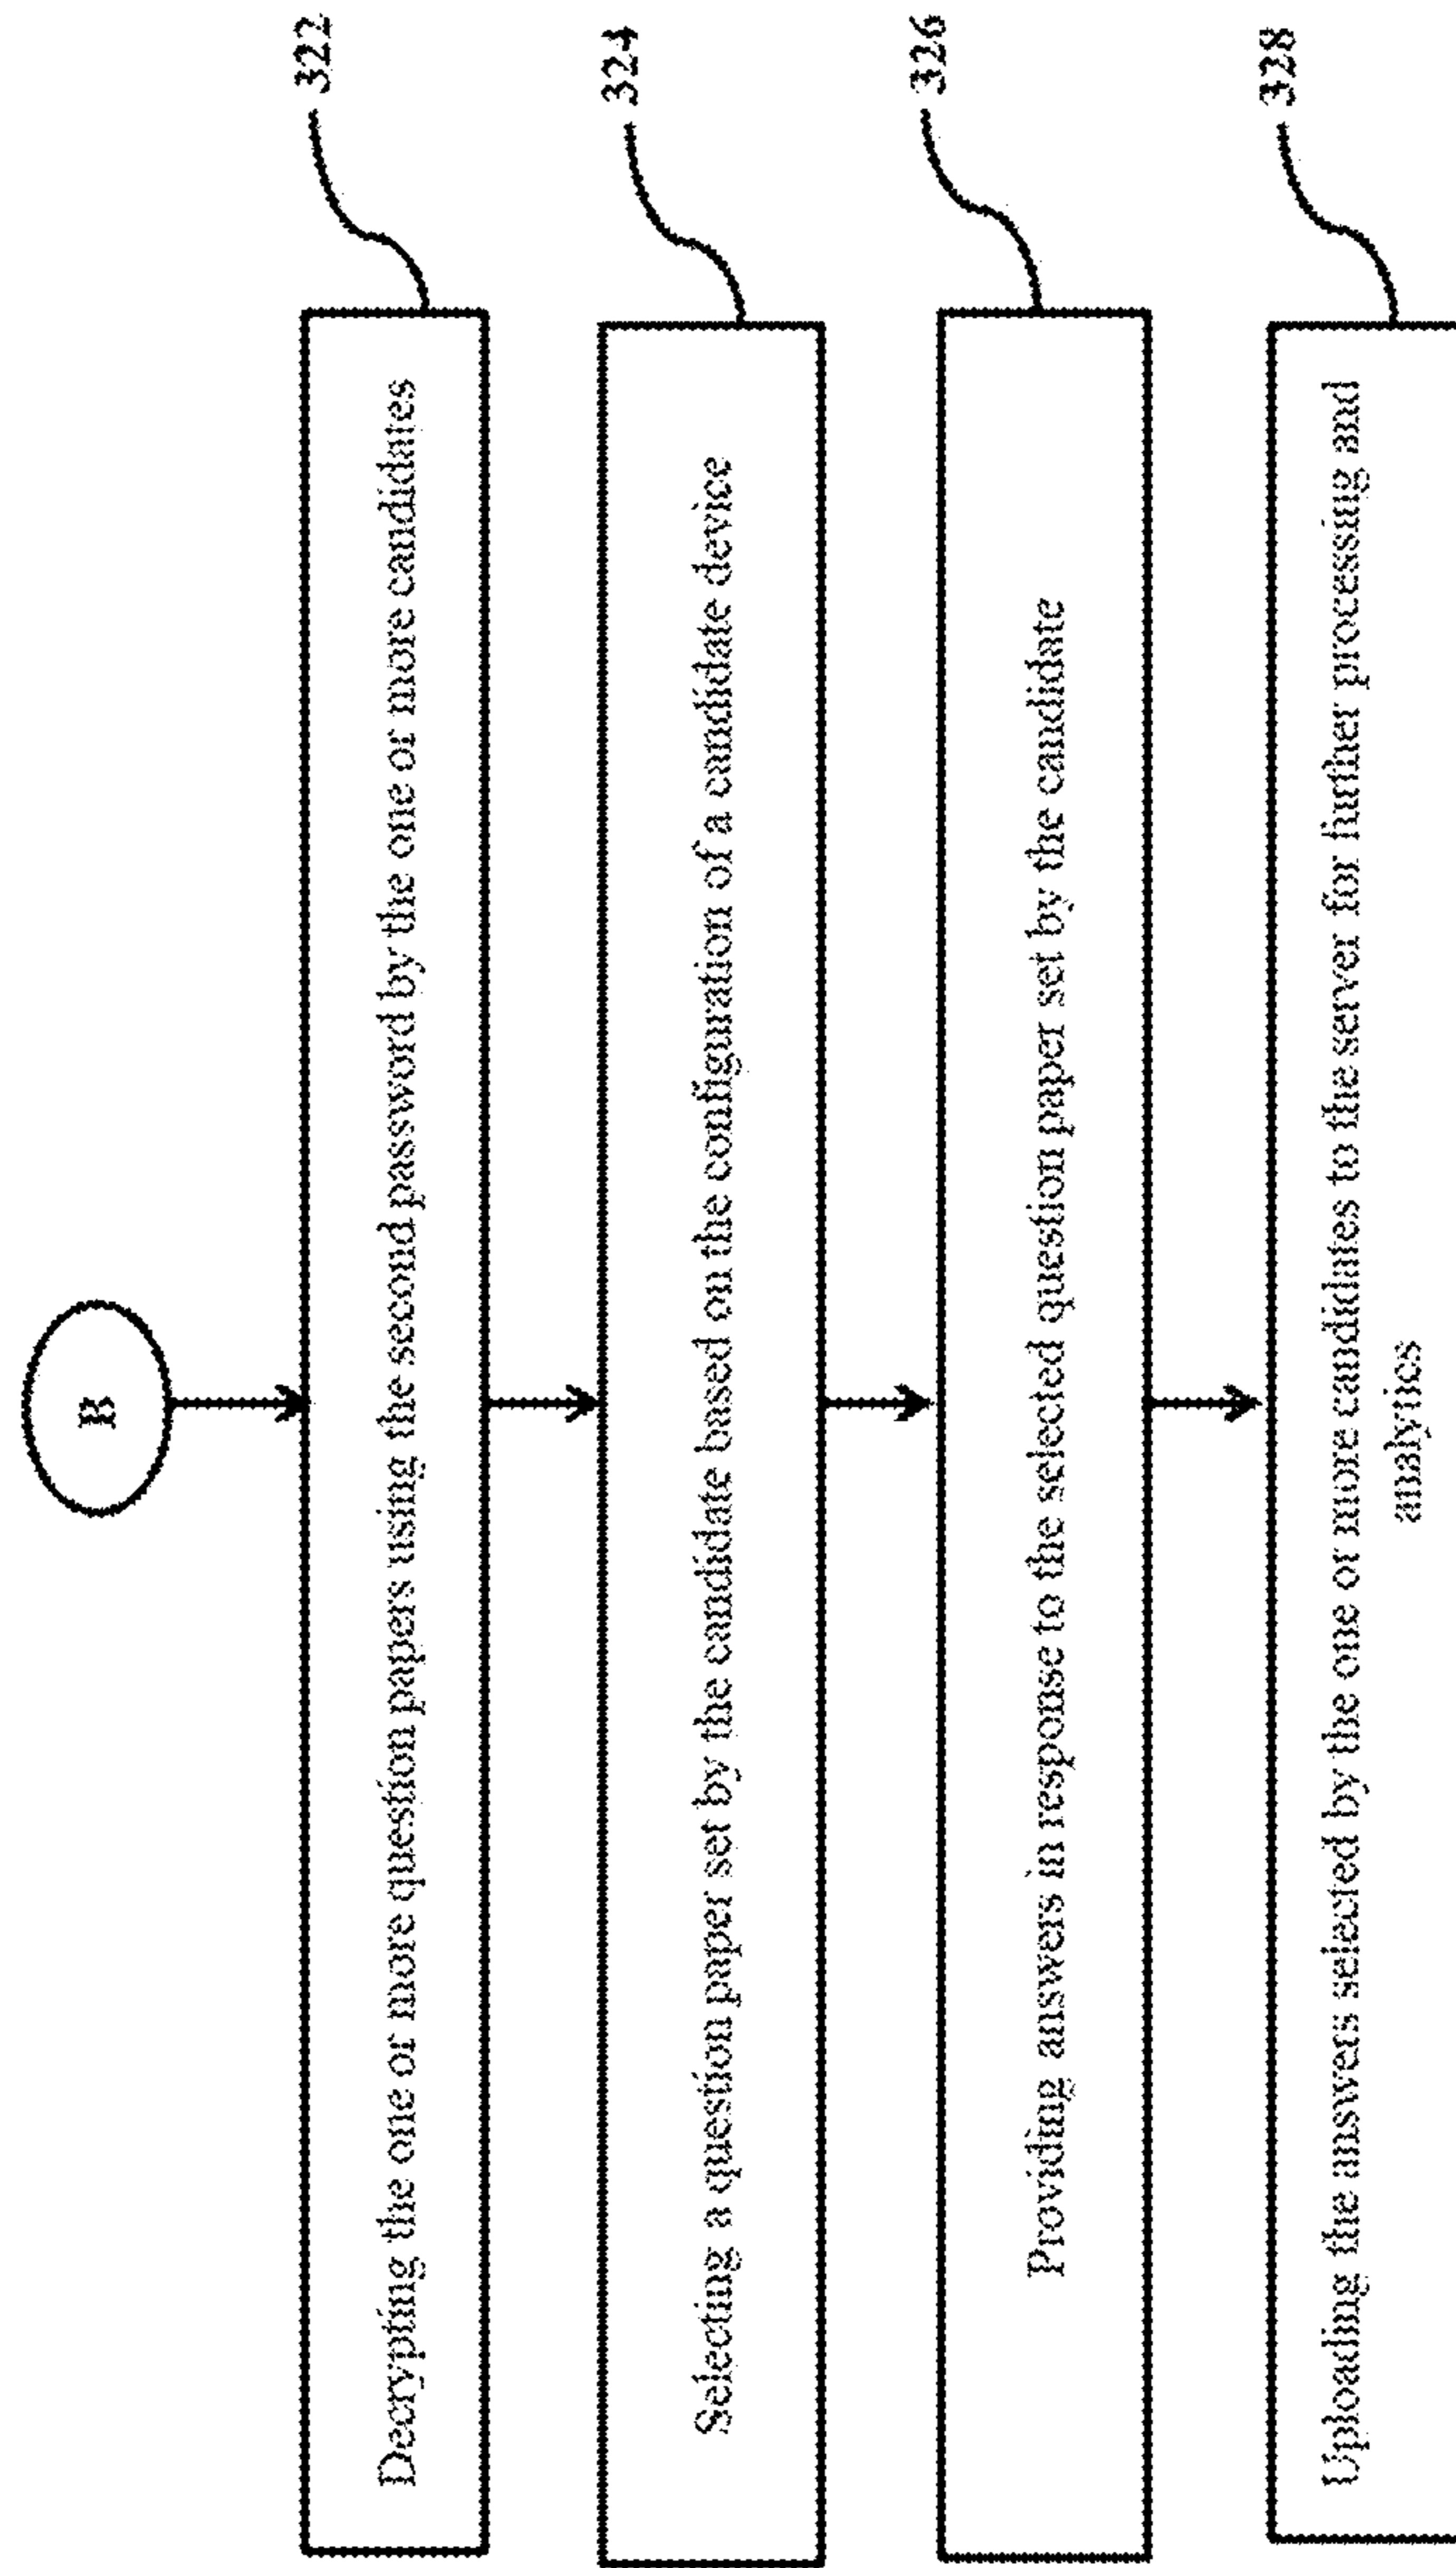 B
322
Decrypting the one or more question papers using the second password by the one or more candidates
324
Selecting a question paper set by the candidate based on the configuration of a candidate device
326
Providing answers in response to the selected question paper set by the candidate
328
Uploading the answers selected by the one or more candidates to the server for further processing and
analytics